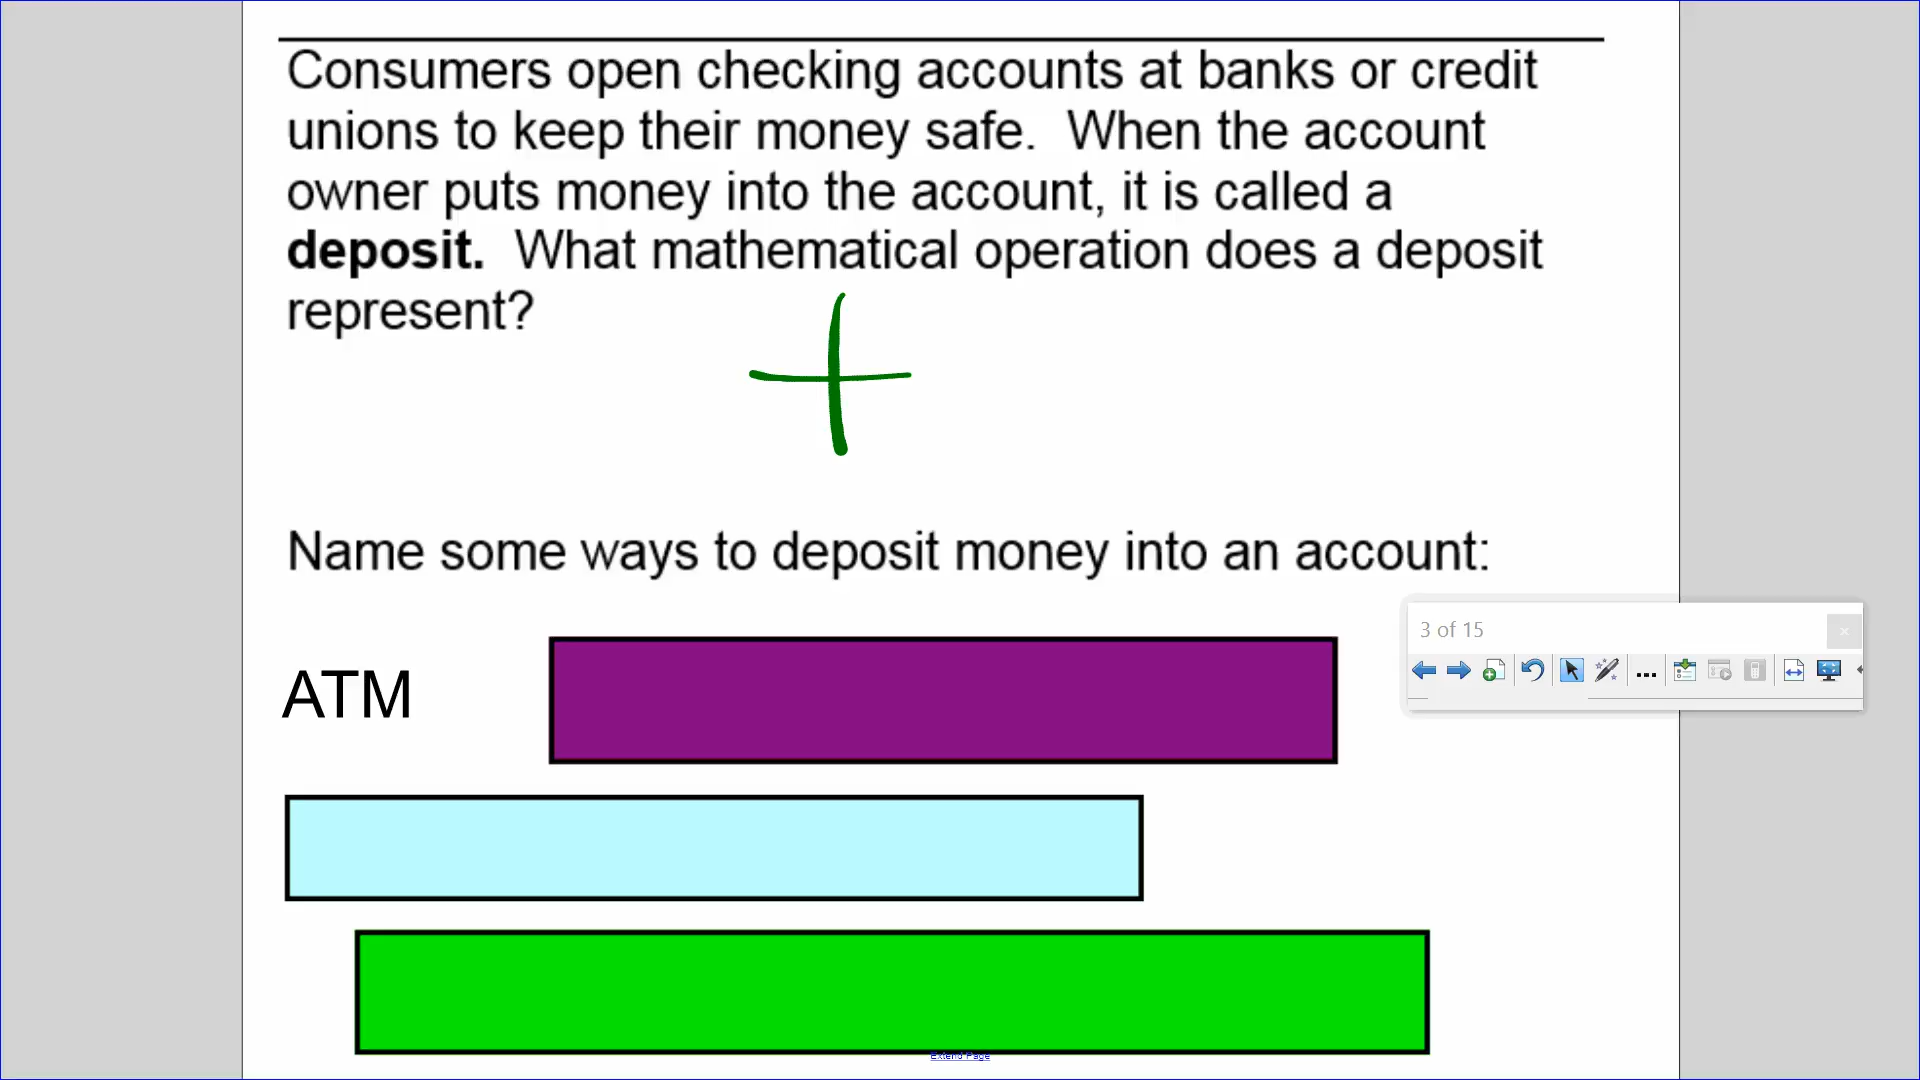 Consumers open checking accounts at banks or credit
unions to keep their money safe. When the account
owner puts money into the account, it is called a
deposit. What mathematical operation does a deposit
represent?
+
Name some ways to deposit money into an account:
3 of 15
ATM
Extend Page